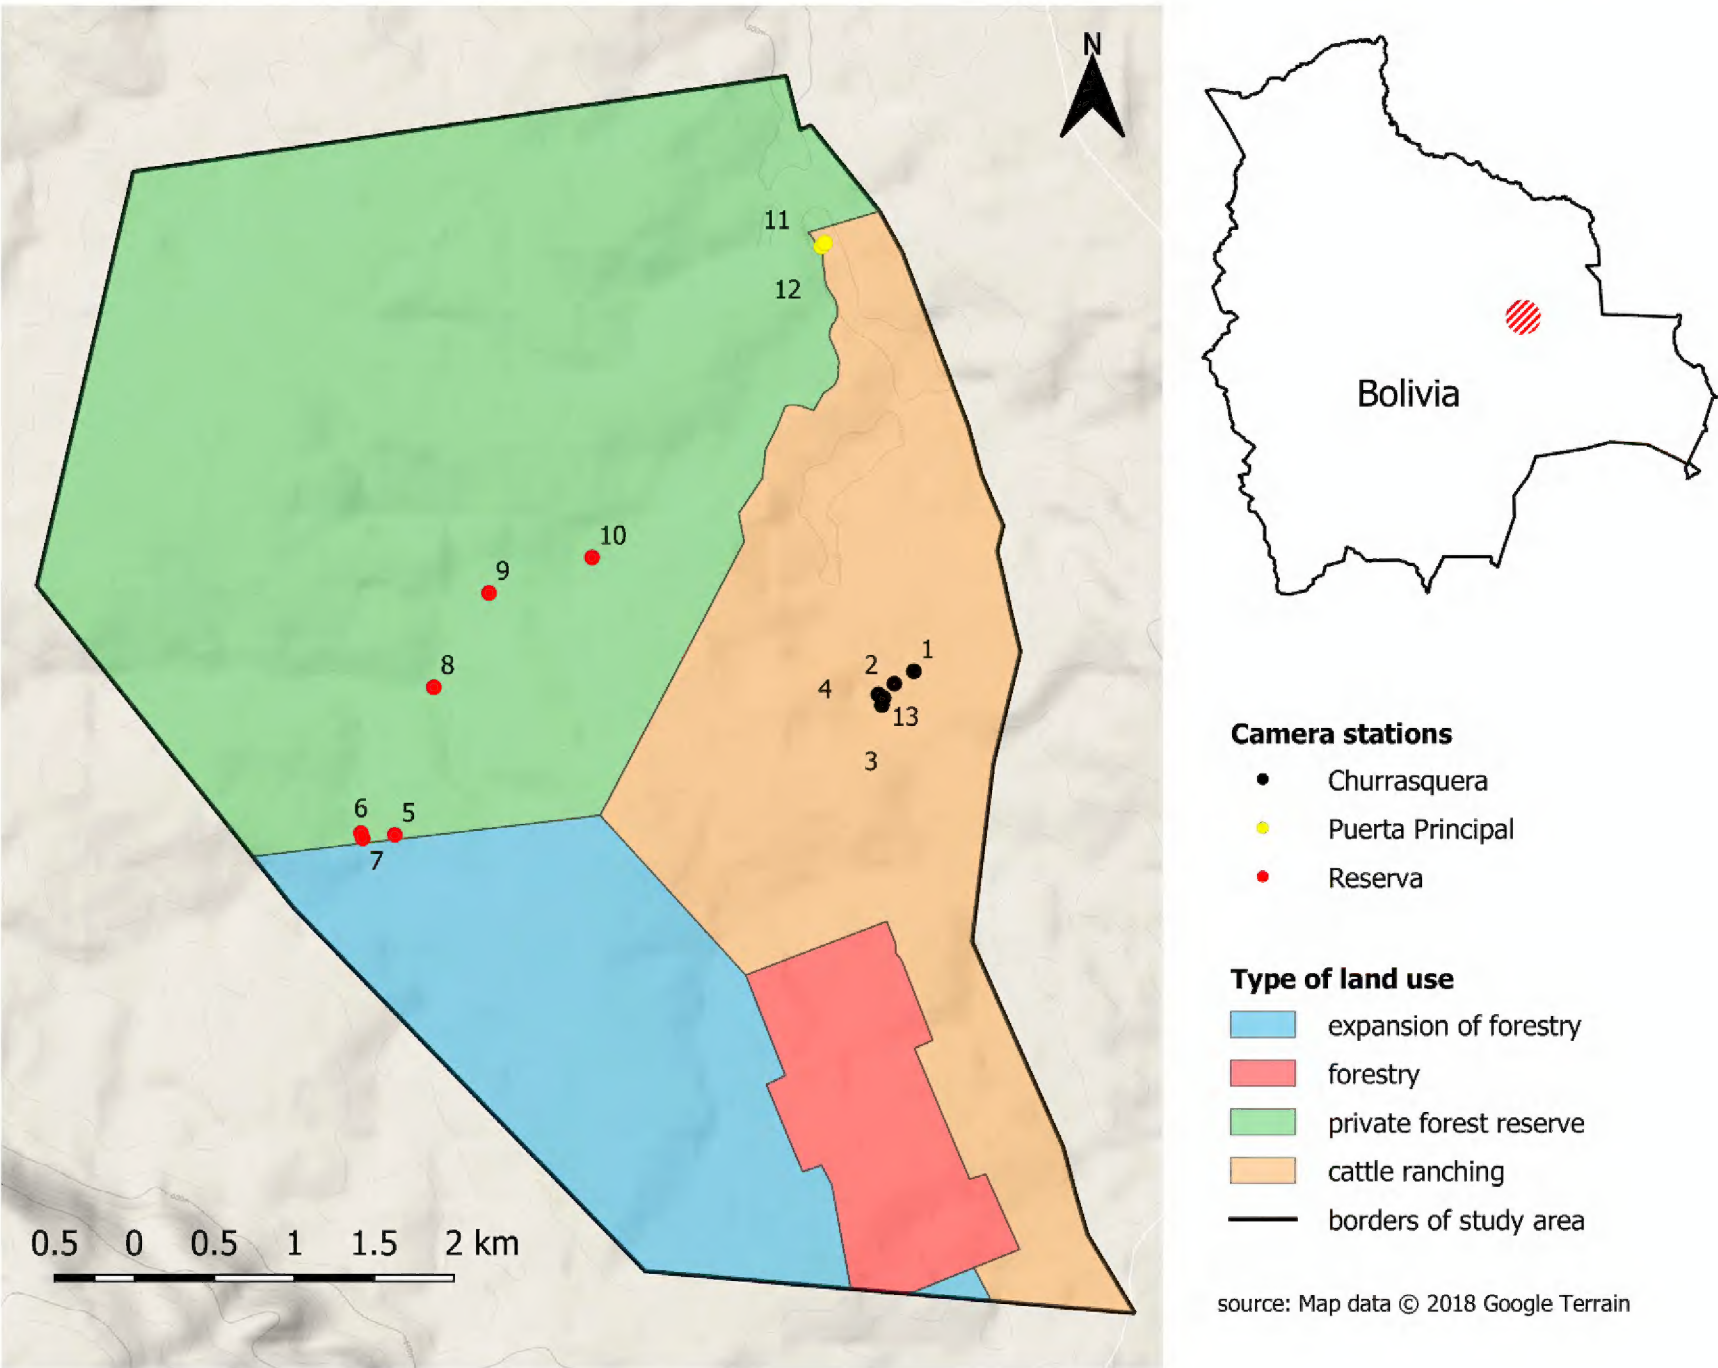 N
11
12
10
9
8
1
2
4
13
3
6
5
7
0.5 0 0.5 1 1.5 2 km
Bolivia
Camera stations
Churrasquera
Puerta Principal
Reserva
Type of land use
expansion of forestry
forestry
private forest reserve
cattle ranching
borders of study area
source: Map data © 2018 Google Terrain